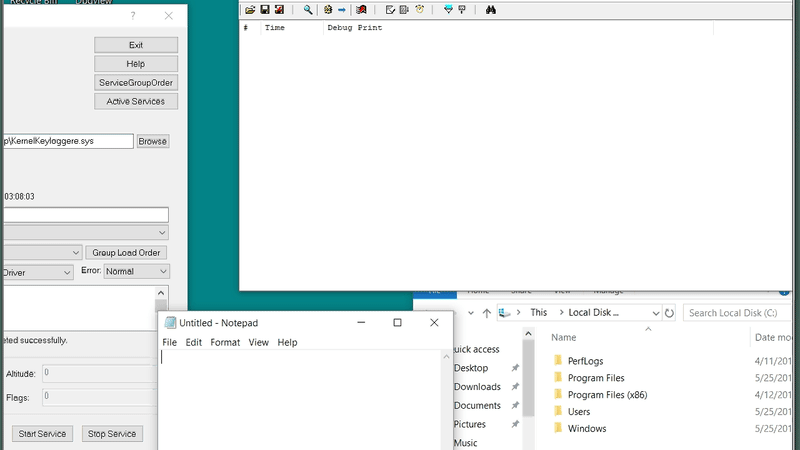 Recycle Bin
DebugView
?
Exit
Help
ServiceGroupOrder
Active Services
p\KernelKeyloggere.sys
Browse
03:08:03
Group Load Order
Driver
Error:
Normal
eted successfully.
Altitude:
0
Flags:
0
Start Service
Stop Service
# Time Debug Print
Untitled - Notepad
File Edit Format View Help
File Home Share View Manage
This > Local Disk ...
Search Local Disk (C:)
Name
Date mo
uick access
Desktop
Downloads
Documents
Pictures
Music
PerfLogs
4/11/201
Program Files
5/25/201
Program Files (x86)
4/12/201
Users
5/25/201
Windows
5/25/201